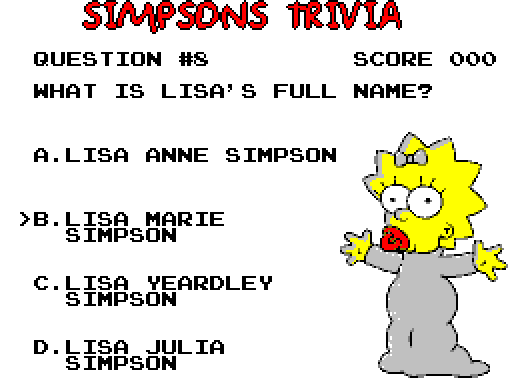 SIMPSONS TRIVIA
QUESTION #8 SCORE 000
WHAT IS LISA'S FULL NAME?
A.LISA ANNE SIMPSON
>B.LISA MARIE
SIMPSON
C.LISA YEARDLEY
SIMPSON
D.LISA JULIA
SIMPSON